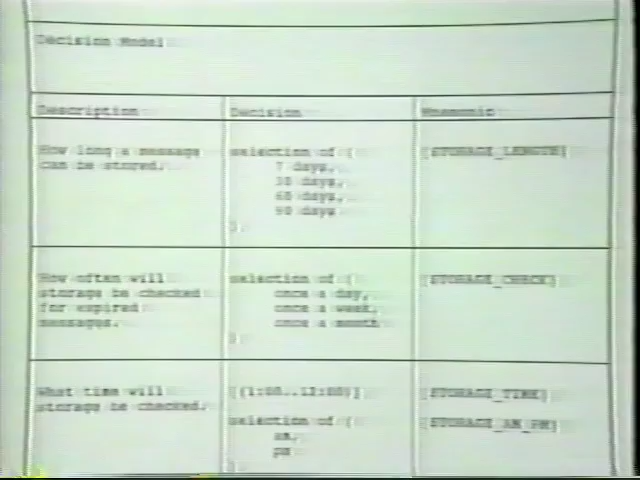 Decision Model
Description Decision Mnemonic
How long a message
can be stored.
selection of (
7 days,
30 days,
60 days,
90 days
)
[STORAGE_LENGTH]
How often will
storage be checked
for expired
messages.
selection of (
once a day,
once a week,
once a month
)
[STORAGE_CHECK]
What time will
storage be checked.
[(1:00..12:00)]
selection of (
am,
pm
)
[STORAGE_TIME]
[STORAGE_AM_PM]